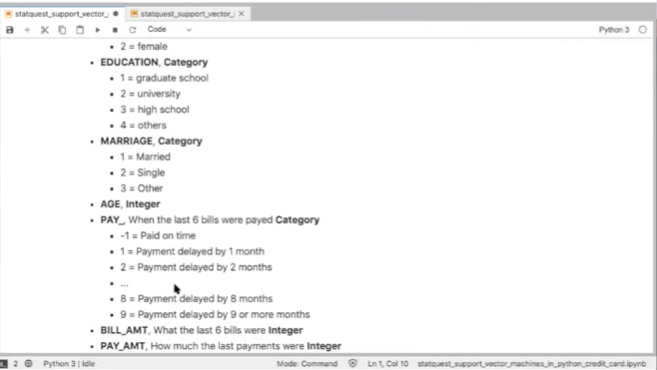 statquest_support_vector_
statquest_support_vector_
Code
Python 3
2 = female
EDUCATION, Category
1 = graduate school
2 = university
3 = high school
4 = others
MARRIAGE, Category
1 = Married
2 = Single
3 = Other
AGE, Integer
PAY_, When the last 6 bills were payed Category
-1 = Paid on time
1 = Payment delayed by 1 month
2 = Payment delayed by 2 months
...
8 = Payment delayed by 8 months
9 = Payment delayed by 9 or more months
BILL_AMT, What the last 6 bills were Integer
PAY_AMT, How much the last payments were Integer
2 Python 3 | Idle Mode: Command Ln 1, Col 10 statquest_support_vector_machines_in_python_credit_card.ipynb